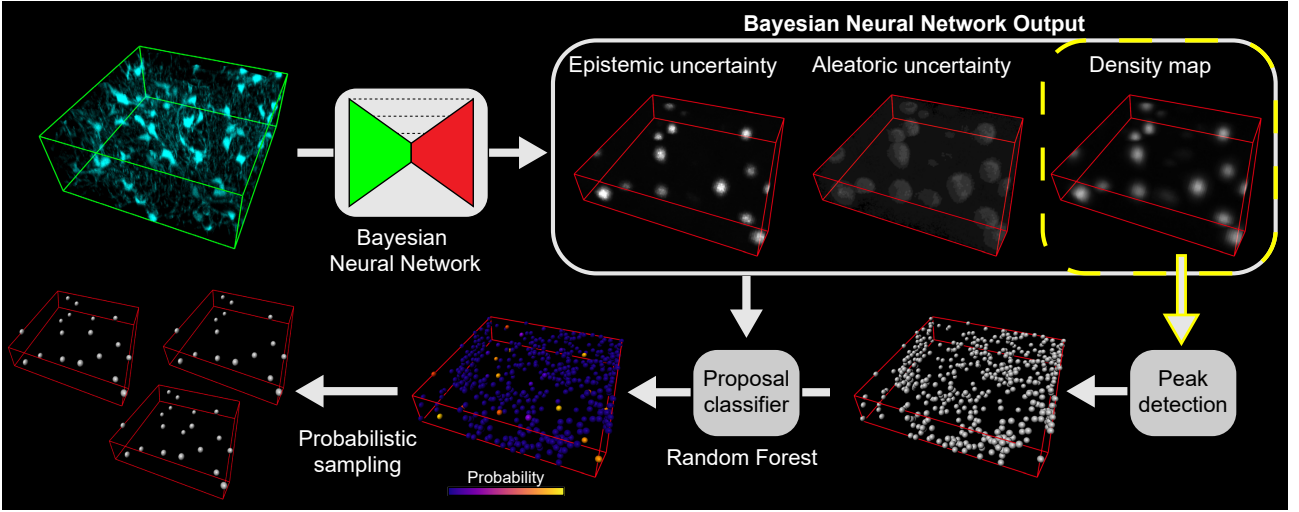 Bayesian Neural Network Output
Epistemic uncertainty
Aleatoric uncertainty
Density map
Bayesian
Neural Network
Proposal
classifier
Random Forest
Peak
detection
Probabilistic
sampling
Probability